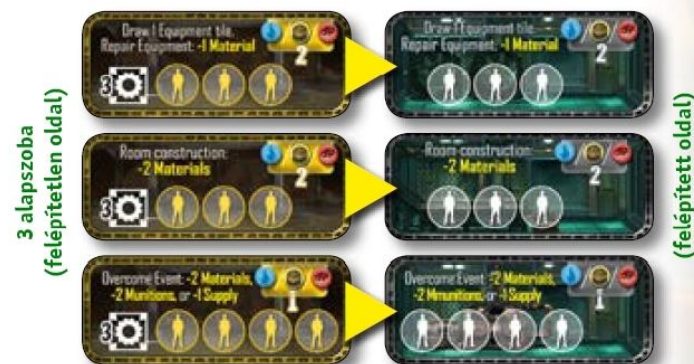 3 alapszoba
(felépítetlen oldal)
Draw 1 Equipment tile.
Repair Equipment: -1 Material
2
3
Draw 1 Equipment tile.
Repair Equipment: -1 Material
2
Room construction:
-2 Materials
2
3
Room construction:
-2 Materials
2
Overcome Event: -2 Materials,
-2 Munitions, or -1 Supply
1
3
Overcome Event: -2 Materials,
-2 Mmunitions, or -1 Supply
1
(felépített oldal)